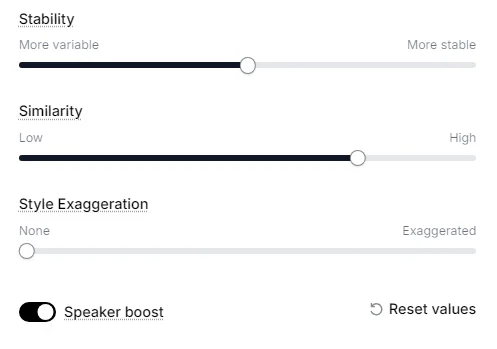 Stability
More variable More stable
Similarity
Low High
Style Exaggeration
None Exaggerated
Speaker boost Reset values